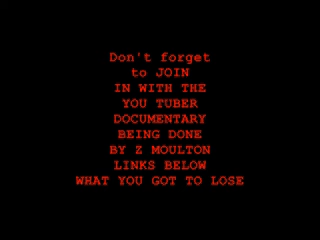 Don't forget
to JOIN
IN WITH THE
YOU TUBER
DOCUMENTARY
BEING DONE
BY Z MOULTON
LINKS BELOW
WHAT YOU GOT TO LOSE